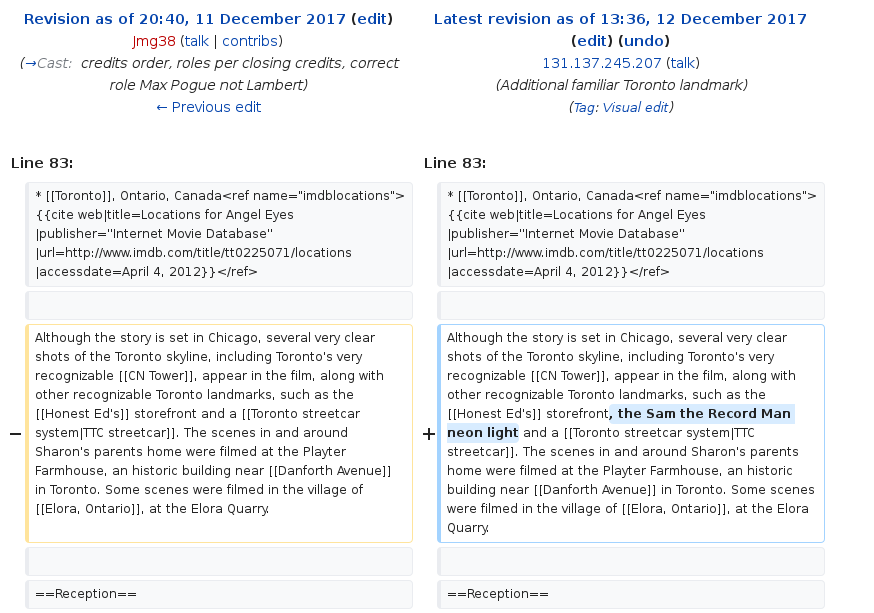 Revision as of 20:40, 11 December 2017 (edit)
Jmg38 (talk | contribs)
(→Cast: credits order, roles per closing credits, correct
role Max Pogue not Lambert)
← Previous edit
Latest revision as of 13:36, 12 December 2017
(edit) (undo)
131.137.245.207 (talk)
(Additional familiar Toronto landmark)
(Tag: Visual edit)
Line 83:
* [[Toronto]], Ontario, Canada<ref name="imdblocations">
{{cite web|title=Locations for Angel Eyes
|publisher=''Internet Movie Database''
|url=http://www.imdb.com/title/tt0225071/locations
|accessdate=April 4, 2012}}</ref>
Although the story is set in Chicago, several very clear
shots of the Toronto skyline, including Toronto's very
recognizable [[CN Tower]], appear in the film, along with
other recognizable Toronto landmarks, such as the
[[Honest Ed's]] storefront and a [[Toronto streetcar
− system|TTC streetcar]]. The scenes in and around
Sharon's parents home were filmed at the Playter
Farmhouse, an historic building near [[Danforth Avenue]]
in Toronto. Some scenes were filmed in the village of
[[Elora, Ontario]], at the Elora Quarry.
==Reception==
Line 83:
* [[Toronto]], Ontario, Canada<ref name="imdblocations">
{{cite web|title=Locations for Angel Eyes
|publisher=''Internet Movie Database''
|url=http://www.imdb.com/title/tt0225071/locations
|accessdate=April 4, 2012}}</ref>
Although the story is set in Chicago, several very clear
shots of the Toronto skyline, including Toronto's very
recognizable [[CN Tower]], appear in the film, along with
other recognizable Toronto landmarks, such as the
[[Honest Ed's]] storefront, the Sam the Record Man
+ neon light and a [[Toronto streetcar system|TTC
streetcar]]. The scenes in and around Sharon's parents
home were filmed at the Playter Farmhouse, an historic
building near [[Danforth Avenue]] in Toronto. Some scenes
were filmed in the village of [[Elora, Ontario]], at the Elora
Quarry.
==Reception==